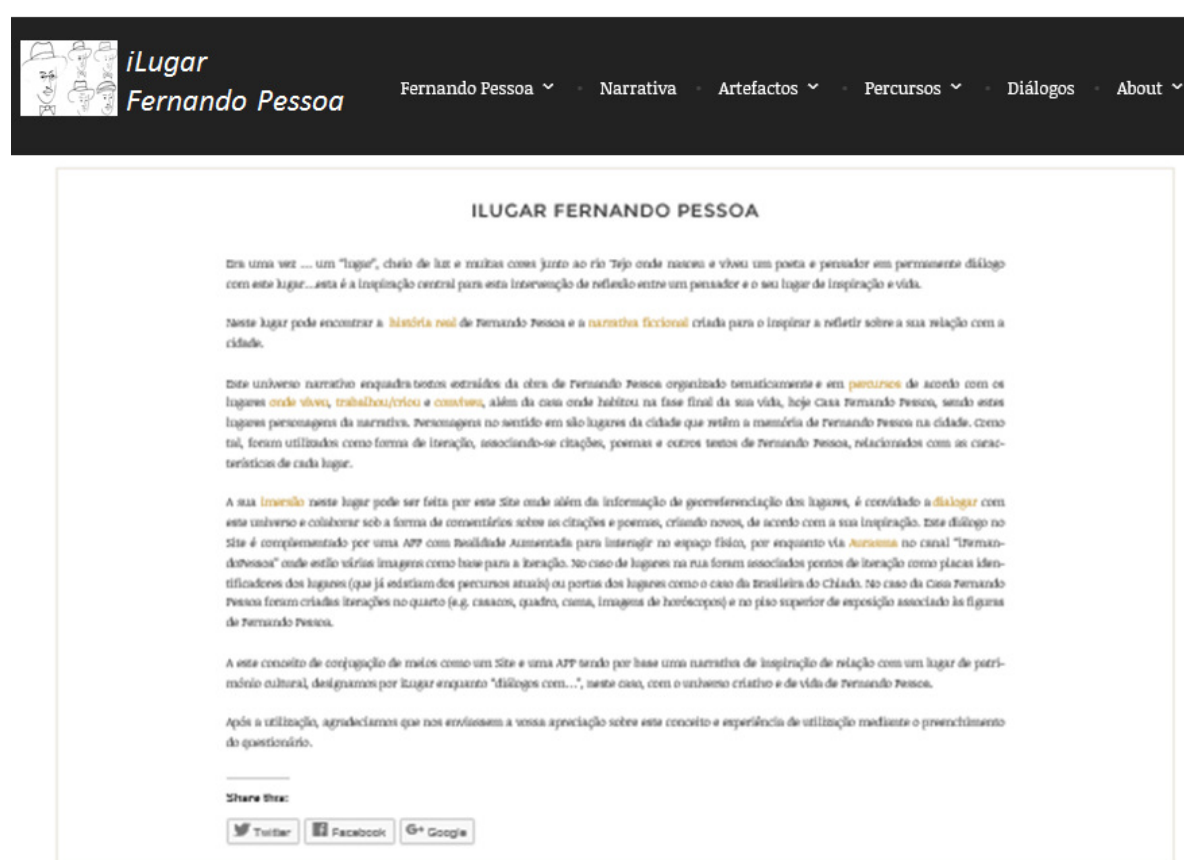 iLugar
Fernando Pessoa
Fernando Pessoa Narrativa Artefactos Percursos Diálogos About
ILUGAR FERNANDO PESSOA
Era uma vez .... um "lugar", cheio de luz e muitas cores junto ao rio Tejo onde nasceu e viveu um poeta e pensador em permanente diálogo
com este lugar...esta é a inspiração central para esta intervenção de reflexão entre um pensador e o seu lugar de inspiração e vida.
Neste lugar pode encontrar a história real de Fernando Pessoa e a narrativa ficcional criada para o inspirar a refletir sobre a sua relação com a
cidade.
Este universo narrativo enquadra textos extraídos da obra de Fernando Pessoa organizado tematicamente e em percursos de acordo com os
lugares onde viveu, trabalhou/criou e conviveu, além da casa onde habitou na fase final da sua vida, hoje Casa Fernando Pessoa, sendo estes
lugares personagens da narrativa. Personagens no sentido em são lugares da cidade que retêm a memória de Fernando Pessoa na cidade. Como
tal, foram utilizados como forma de iteração, associando-se citações, poemas e outros textos de Fernando Pessoa, relacionados com as carac-
terísticas de cada lugar.
A sua imersão neste lugar pode ser feita por este Site onde além da informação de georreferenciação dos lugares, é convidado a dialogar com
este universo e colaborar sob a forma de comentários sobre as citações e poemas, criando novos, de acordo com a sua inspiração. Este diálogo no
Site é complementado por uma APP com Realidade Aumentada para interagir no espaço físico, por enquanto via Aurasma no canal "iFernan-
doPessoa" onde estão várias imagens como base para a iteração. No caso de lugares na rua foram associados pontos de iteração como placas iden-
tificadores dos lugares (que já existiam dos percursos atuais) ou portas dos lugares como o caso da Brasileira do Chiado. No caso da Casa Fernando
Pessoa foram criadas iterações no quarto (e.g. casacos, quadro, cama, imagens de horóscopos) e no piso superior de exposição associado às figuras
de Fernando Pessoa.
A este conceito de conjugação de meios como um Site e uma APP tendo por base uma narrativa de inspiração de relação com um lugar de patri-
mónio cultural, designamos por iLugar enquanto "diálogos com...", neste caso, com o universo criativo e de vida de Fernando Pessoa.
Após a utilização, agradecíamos que nos enviassem a vossa apreciação sobre este conceito e experiência de utilização mediante o preenchimento
do questionário.
Share this:
Twitter Facebook G+ Google